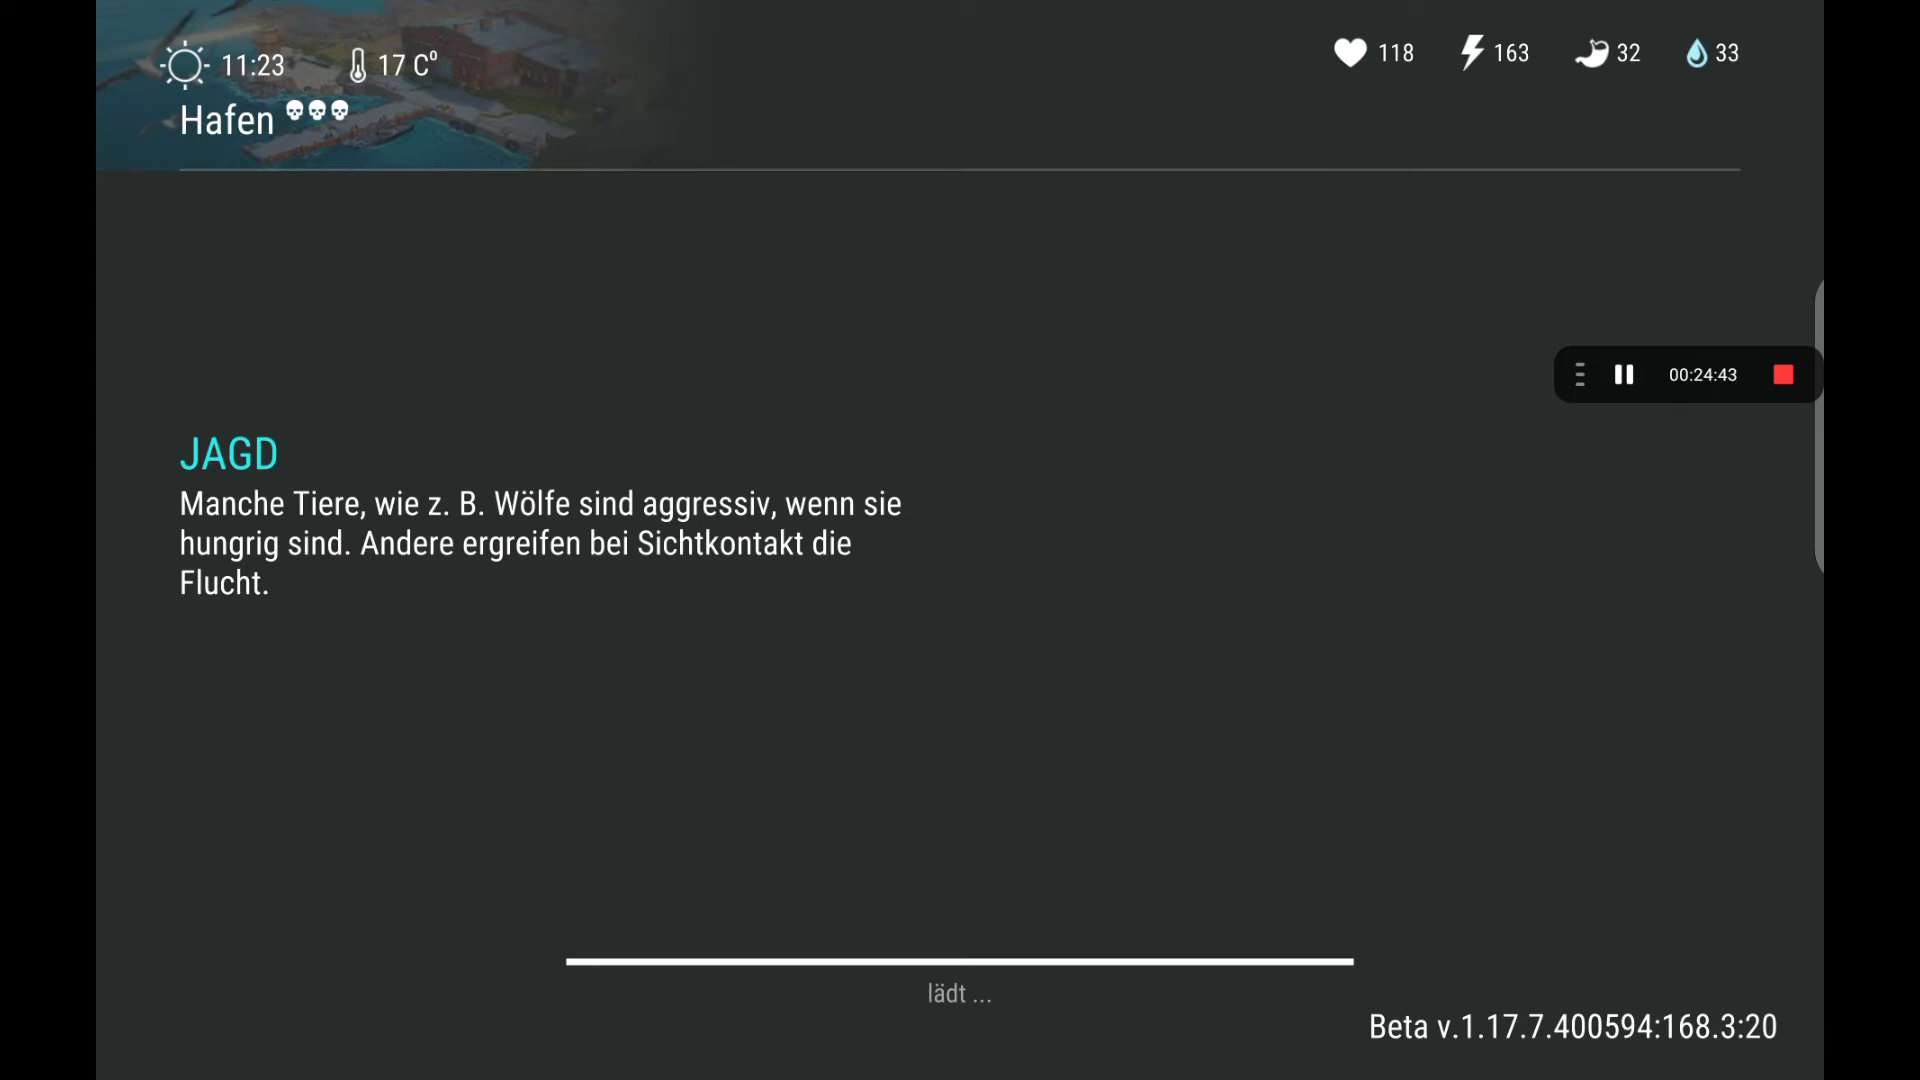 11:23 17 C⁰
118 163 32 33
Hafen
00:24:43
JAGD
Manche Tiere, wie z. B. Wölfe sind aggressiv, wenn sie
hungrig sind. Andere ergreifen bei Sichtkontakt die
Flucht.
lädt ...
Beta v.1.17.7.400594:168.3:20